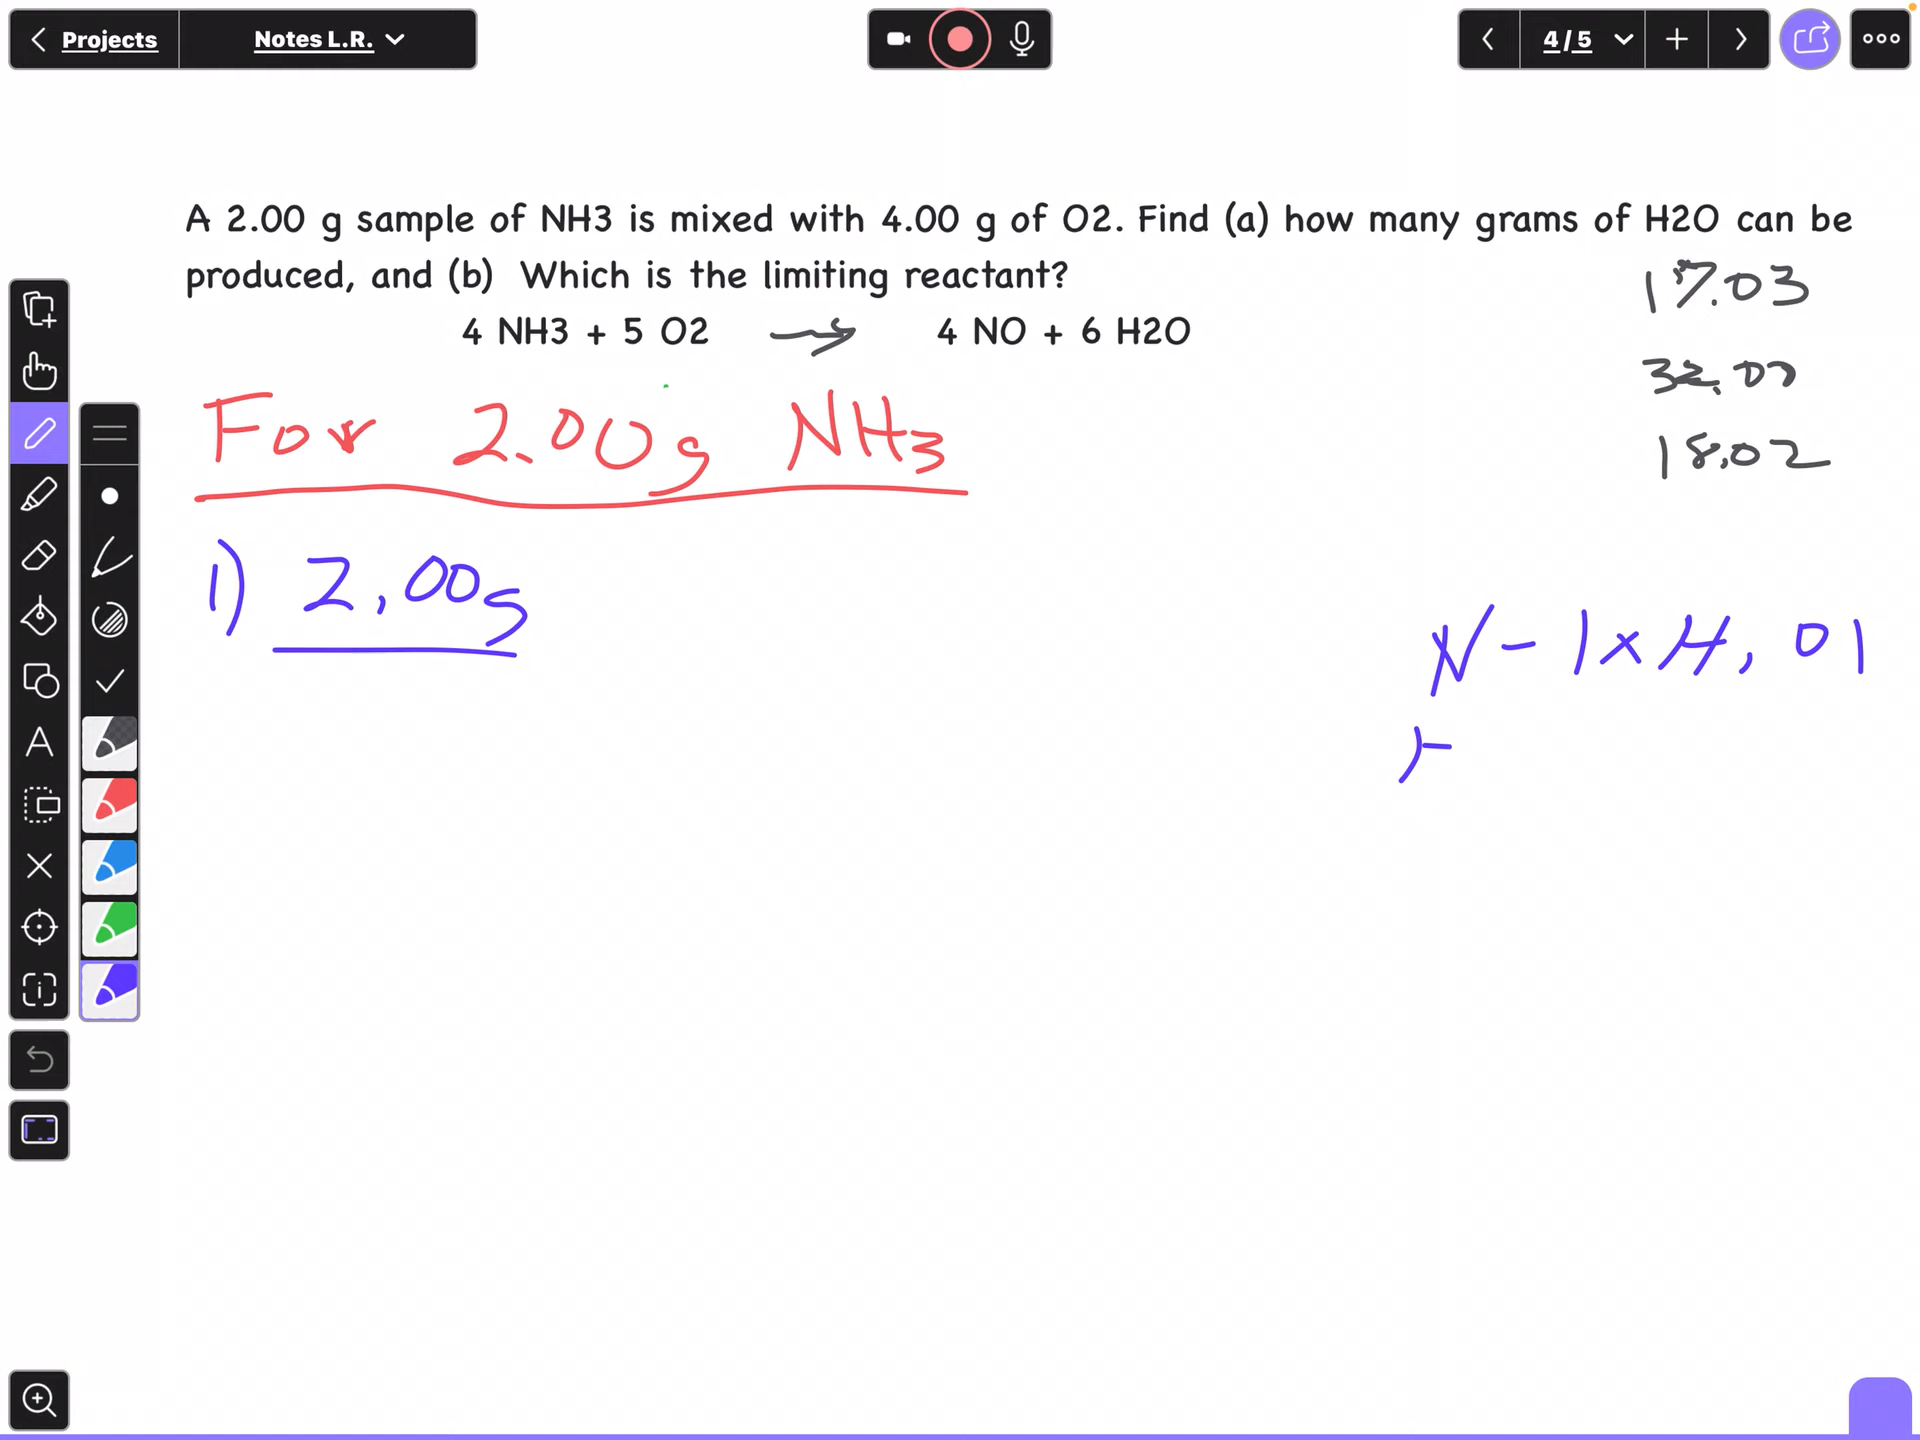 Projects
Notes L.R.
4/5
A 2.00 g sample of NH3 is mixed with 4.00 g of O2. Find (a) how many grams of H2O can be
produced, and (b) Which is the limiting reactant?
4 NH3 + 5 O2 → 4 NO + 6 H2O
17.03
32.00
18.02
For 2.00g NH3
1) 2.00g
N - 1 x 14.01